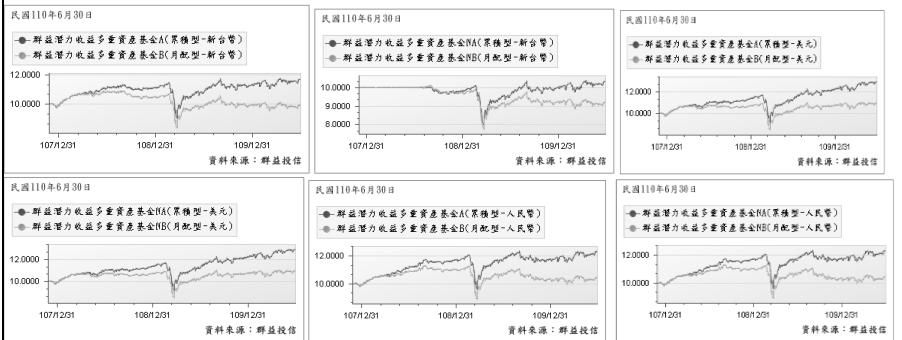 民國110年6月30日
群益潛力收益多重資產基金A(累積型-新台幣)
群益潛力收益多重資產基金B(月配型-新台幣)
12.0000
10.0000
107/12/31
108/12/31
109/12/31
資料來源：群益投信
民國110年6月30日
群益潛力收益多重資產基金NA(累積型-新台幣)
群益潛力收益多重資產基金NB(月配型-新台幣)
10.0000
9.0000
8.0000
107/12/31
108/12/31
109/12/31
資料來源：群益投信
民國110年6月30日
群益潛力收益多重資產基金A(累積型-美元)
群益潛力收益多重資產基金B(月配型-美元)
12.0000
10.0000
107/12/31
108/12/31
109/12/31
資料來源：群益投信
民國110年6月30日
群益潛力收益多重資產基金NA(累積型-美元)
群益潛力收益多重資產基金NB(月配型-美元)
12.0000
10.0000
107/12/31
108/12/31
109/12/31
資料來源：群益投信
民國110年6月30日
群益潛力收益多重資產基金A(累積型-人民幣)
群益潛力收益多重資產基金B(月配型-人民幣)
12.0000
10.0000
107/12/31
108/12/31
109/12/31
資料來源：群益投信
民國110年6月30日
群益潛力收益多重資產基金NA(累積型-人民幣)
群益潛力收益多重資產基金NB(月配型-人民幣)
12.0000
10.0000
107/12/31
108/12/31
109/12/31
資料來源：群益投信